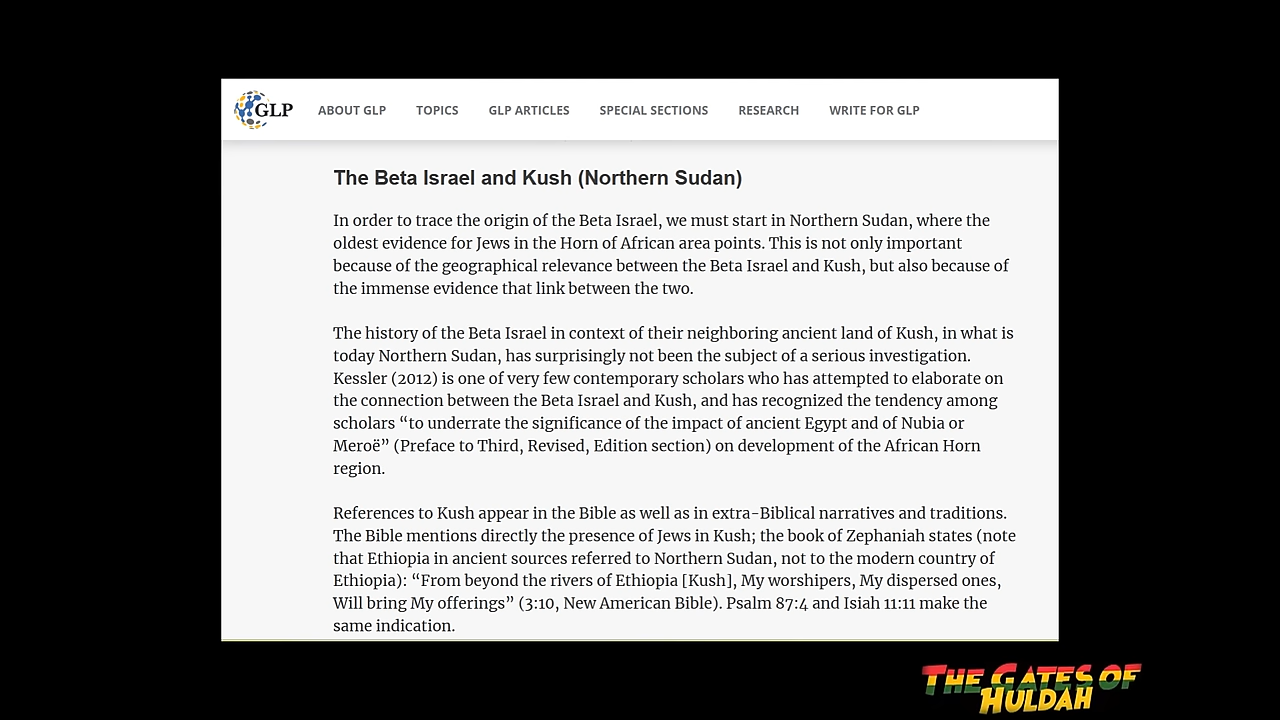 GLP
ABOUT GLP
TOPICS
GLP ARTICLES
SPECIAL SECTIONS
RESEARCH
WRITE FOR GLP
The Beta Israel and Kush (Northern Sudan)
In order to trace the origin of the Beta Israel, we must start in Northern Sudan, where the
oldest evidence for Jews in the Horn of African area points. This is not only important
because of the geographical relevance between the Beta Israel and Kush, but also because of
the immense evidence that link between the two.
The history of the Beta Israel in context of their neighboring ancient land of Kush, in what is
today Northern Sudan, has surprisingly not been the subject of a serious investigation.
Kessler (2012) is one of very few contemporary scholars who has attempted to elaborate on
the connection between the Beta Israel and Kush, and has recognized the tendency among
scholars “to underrate the significance of the impact of ancient Egypt and of Nubia or
Meroë” (Preface to Third, Revised, Edition section) on development of the African Horn
region.
References to Kush appear in the Bible as well as in extra-Biblical narratives and traditions.
The Bible mentions directly the presence of Jews in Kush; the book of Zephaniah states (note
that Ethiopia in ancient sources referred to Northern Sudan, not to the modern country of
Ethiopia): “From beyond the rivers of Ethiopia [Kush], My worshipers, My dispersed ones,
Will bring My offerings” (3:10, New American Bible). Psalm 87:4 and Isiah 11:11 make the
same indication.
THE GATES OF
HULDAH